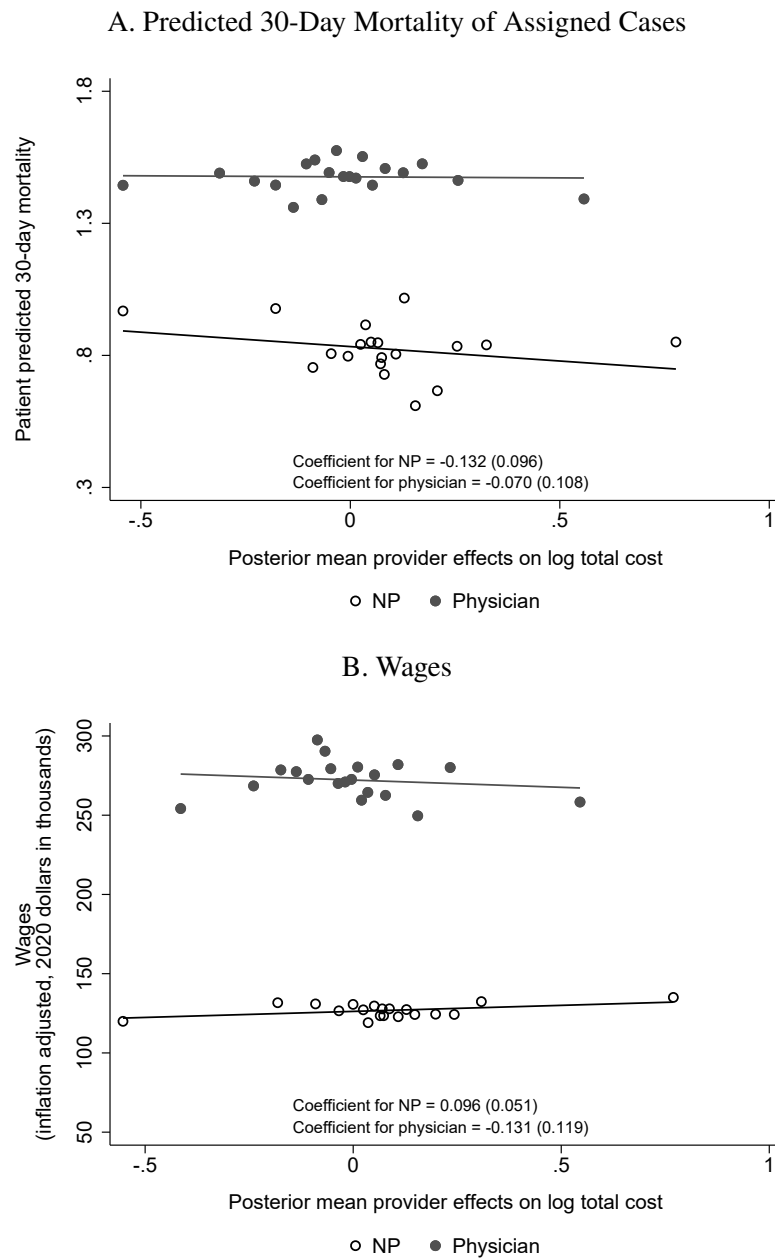 A. Predicted 30-Day Mortality of Assigned Cases
Patient predicted 30-day mortality
1.8
1.3
.8
.3
Coefficient for NP = -0.132 (0.096)
Coefficient for physician = -0.070 (0.108)
-.5 0 .5 1
Posterior mean provider effects on log total cost
NP Physician
B. Wages
Wages
(inflation adjusted, 2020 dollars in thousands)
300
250
200
150
100
50
Coefficient for NP = 0.096 (0.051)
Coefficient for physician = -0.131 (0.119)
-.5 0 .5 1
Posterior mean provider effects on log total cost
NP Physician